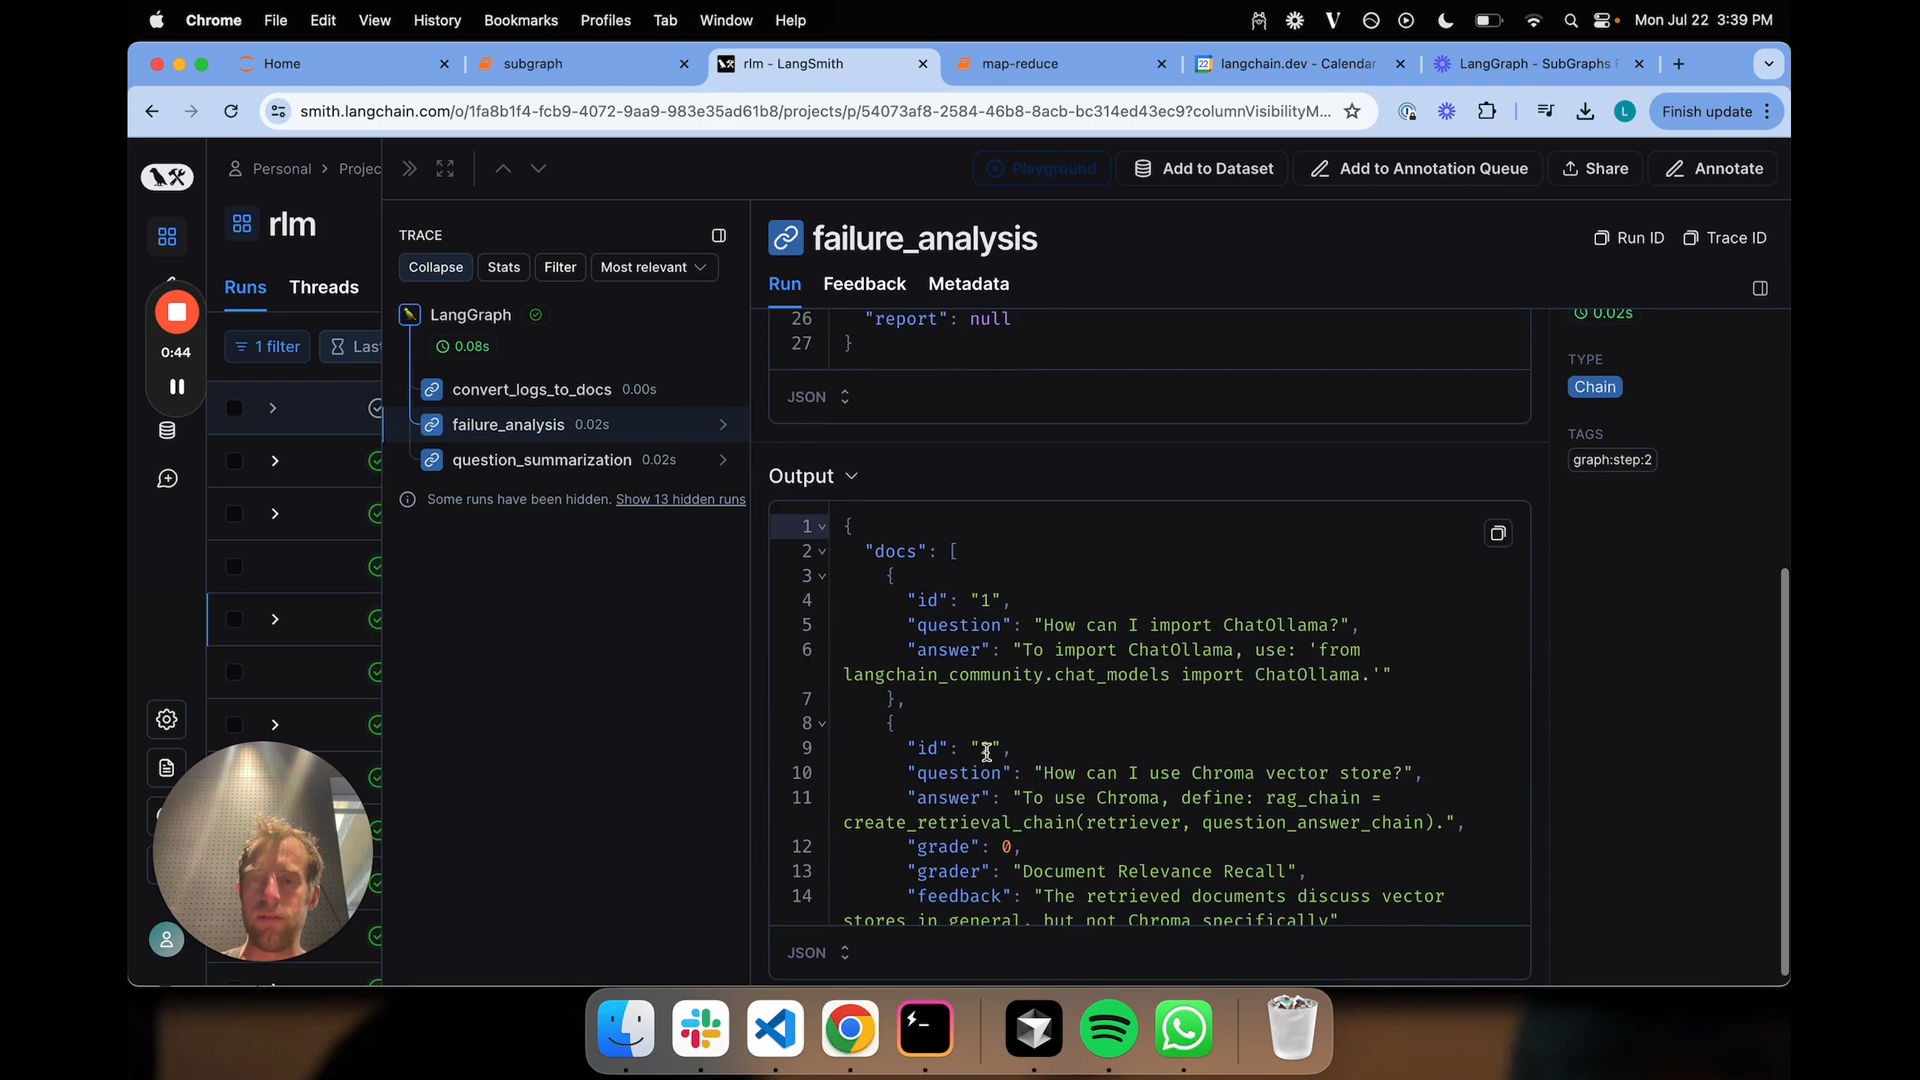 Chrome File Edit View History Bookmarks Profiles Tab Window Help Mon Jul 22 3:39 PM
Home subgraph rlm - LangSmith map-reduce langchain.dev - Calendar LangGraph - SubGraphs
smith.langchain.com/o/1fa8b1f4-fcb9-4072-9aa9-983e35ad61b8/projects/p/54073af8-2584-46b8-8acb-bc314ed43ec9?columnVisibilityM... L Finish update
Personal > Projec Playground Add to Dataset Add to Annotation Queue Share Annotate
rlm
Runs Threads
1 filter Las
0:44
TRACE
Collapse Stats Filter Most relevant
LangGraph
0.08s
convert_logs_to_docs 0.00s
failure_analysis 0.02s
question_summarization 0.02s
Some runs have been hidden. Show 13 hidden runs
failure_analysis Run ID Trace ID
Run Feedback Metadata
26 "report": null
27 }
JSON
Output
1 {
2 "docs": [
3 {
4 "id": "1",
5 "question": "How can I import ChatOllama?",
6 "answer": "To import ChatOllama, use: 'from
langchain_community.chat_models import ChatOllama.'"
7 },
8 {
9 "id": "2",
10 "question": "How can I use Chroma vector store?",
11 "answer": "To use Chroma, define: rag_chain =
create_retrieval_chain(retriever, question_answer_chain).",
12 "grade": 0,
13 "grader": "Document Relevance Recall",
14 "feedback": "The retrieved documents discuss vector
stores in general, but not Chroma specifically"
JSON
0.02s
TYPE
Chain
TAGS
graph:step:2